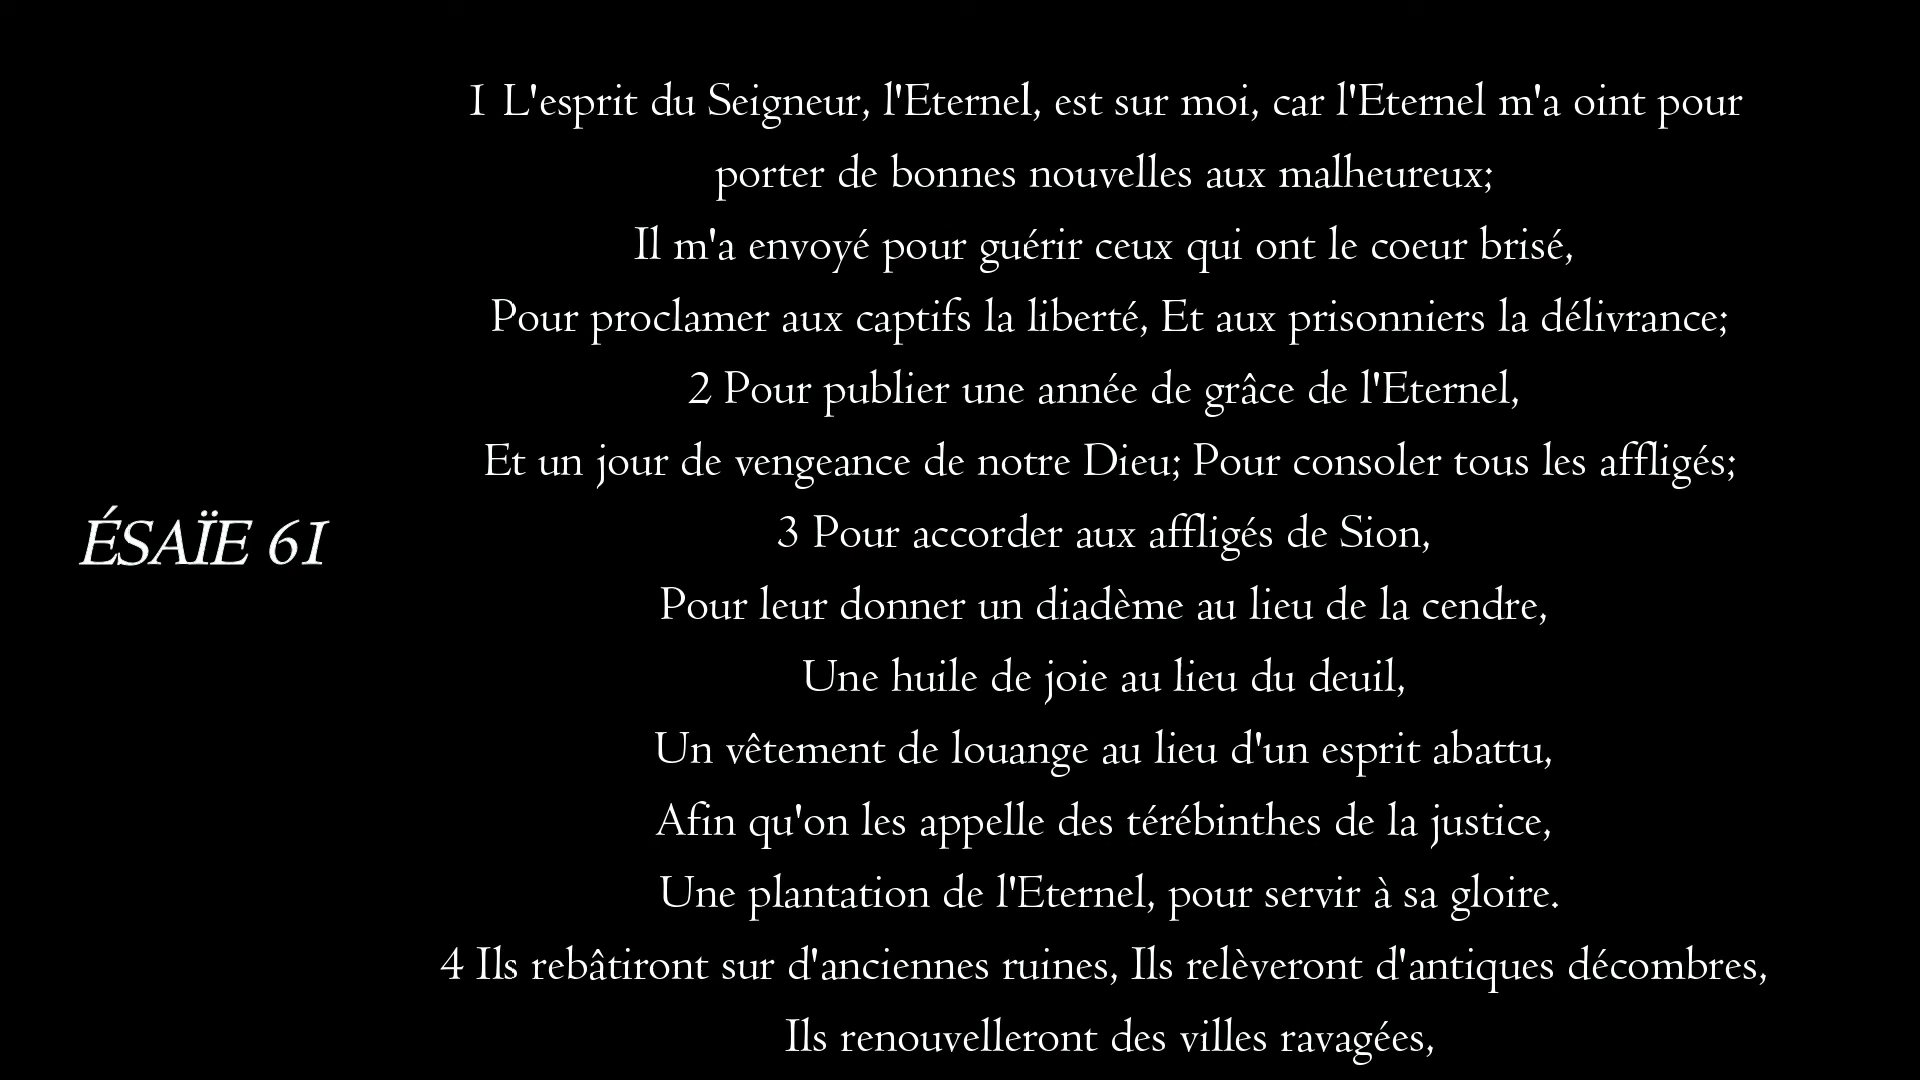 ÉSAÏE 61
1 L'esprit du Seigneur, l'Eternel, est sur moi, car l'Eternel m'a oint pour
porter de bonnes nouvelles aux malheureux;
Il m'a envoyé pour guérir ceux qui ont le coeur brisé,
Pour proclamer aux captifs la liberté, Et aux prisonniers la délivrance;
2 Pour publier une année de grâce de l'Eternel,
Et un jour de vengeance de notre Dieu; Pour consoler tous les affligés;
3 Pour accorder aux affligés de Sion,
Pour leur donner un diadème au lieu de la cendre,
Une huile de joie au lieu du deuil,
Un vêtement de louange au lieu d'un esprit abattu,
Afin qu'on les appelle des térébinthes de la justice,
Une plantation de l'Eternel, pour servir à sa gloire.
4 Ils rebâtiront sur d'anciennes ruines, Ils relèveront d'antiques décombres,
Ils renouvelleront des villes ravagées,